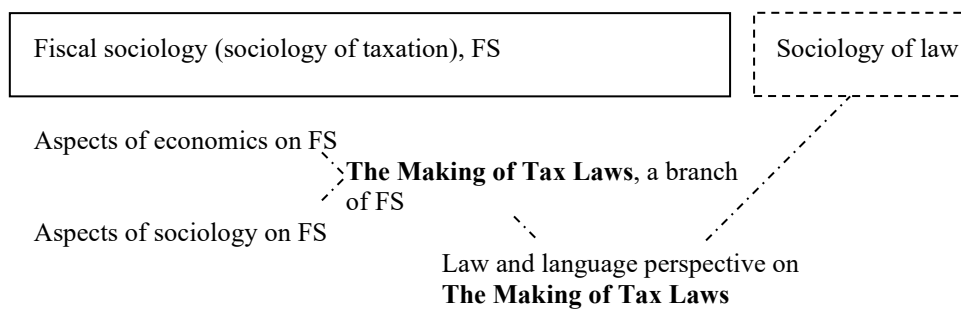 Fiscal sociology (sociology of taxation), FS
Sociology of law
Aspects of economics on FS
The Making of Tax Laws, a branch
of FS
Aspects of sociology on FS
Law and language perspective on
The Making of Tax Laws